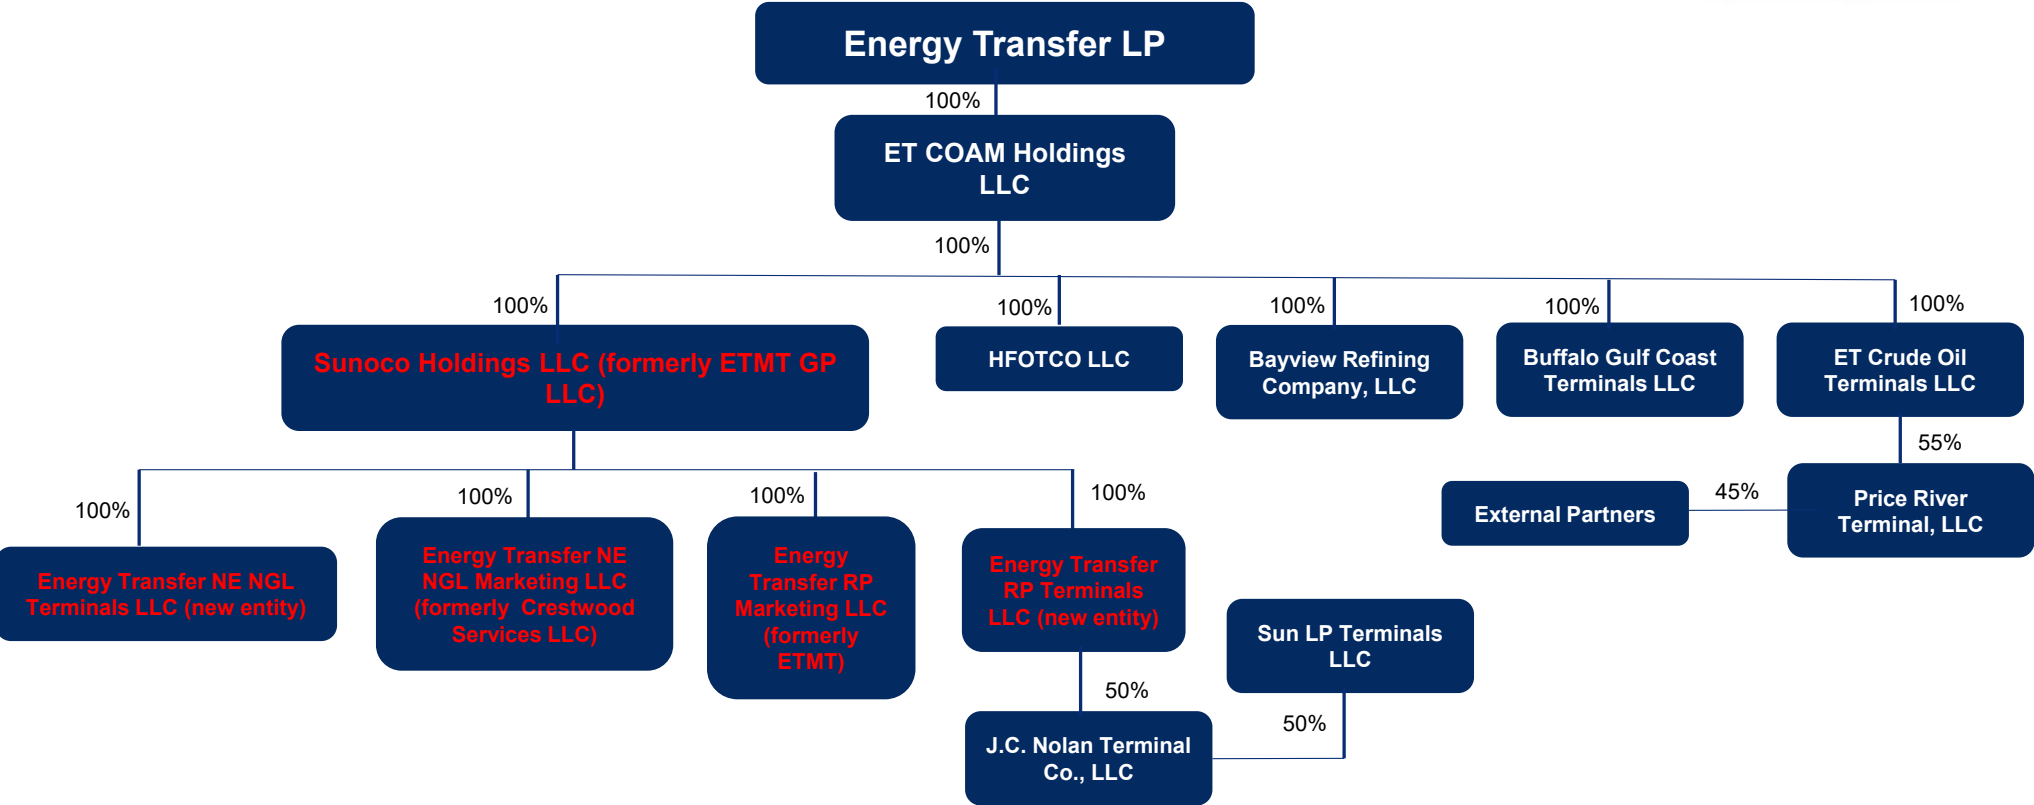 Energy Transfer LP
100%
ET COAM Holdings
LLC
100%
100%
100%
100%
100%
100%
Sunoco Holdings LLC (formerly ETMT GP
LLC)
HFOTCO LLC
Bayview Refining
Company, LLC
Buffalo Gulf Coast
Terminals LLC
ET Crude Oil
Terminals LLC
55%
100%
100%
100%
100%
45%
External Partners
Price River
Terminal, LLC
Energy Transfer NE NGL
Terminals LLC (new entity)
Energy Transfer NE
NGL Marketing LLC
(formerly  Crestwood
Services LLC)
Energy
Transfer RP
Marketing LLC
(formerly
ETMT)
Energy Transfer
RP Terminals
LLC (new entity)
Sun LP Terminals
LLC
50%
50%
J.C. Nolan Terminal
Co., LLC